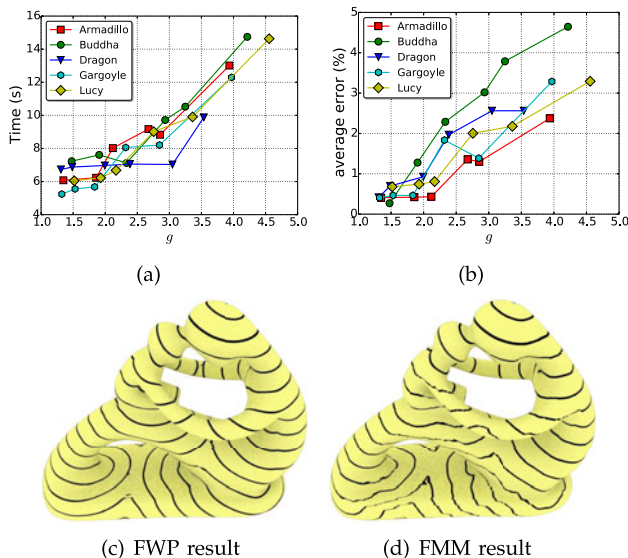 16
14
12
10
8
6
4
Time (s)
Armadillo
Buddha
Dragon
Gargoyle
Lucy
1.0 1.5 2.0 2.5 3.0 3.5 4.0 4.5 5.0
g
(a)
5
4
3
2
1
0
average error (%)
Armadillo
Buddha
Dragon
Gargoyle
Lucy
1.0 1.5 2.0 2.5 3.0 3.5 4.0 4.5 5.0
g
(b)
(c) FWP result
(d) FMM result